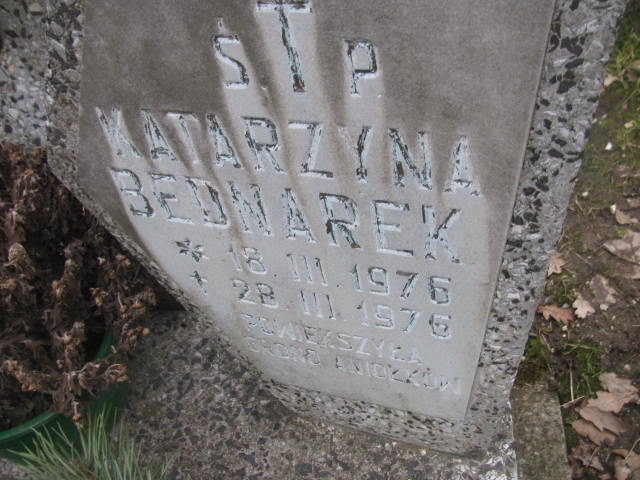 Ś. † P
KATARZYNA
BEDNAREK
* 18.III.1976
† 28.III.1976
POWIĘKSZYŁA
GRONO ANIOŁKÓW